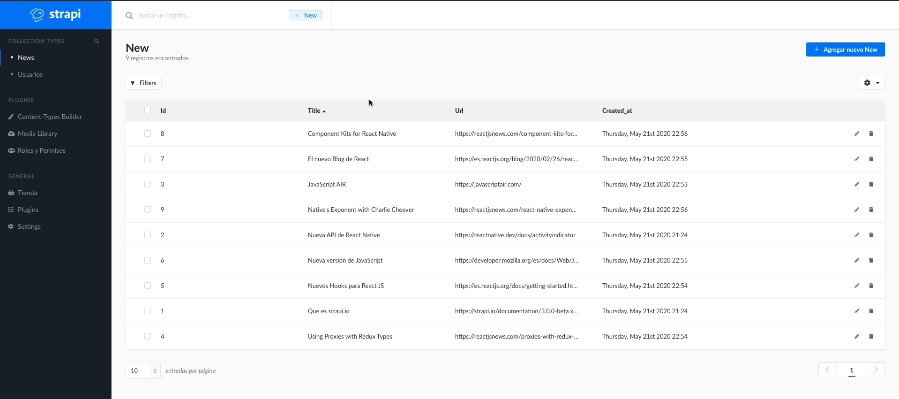 strapi
Buscar un registro...
New
COLLECTION TYPES
News
Usuarios
PLUGINS
Content-Types Builder
Media Library
Roles y Permisos
GENERAL
Tienda
Plugins
Settings
New
9 registros encontrados
Agregar nuevo New
Filters
Id Title Url Created_at
8 Component Kits for React Native https://reactjsnews.com/component-kits-for... Thursday, May 21st 2020 22:56
7 El nuevo Blog de React https://es.reactjs.org/blog/2020/02/26/reac... Thursday, May 21st 2020 22:55
3 JavaScript AIR https://javascriptair.com/ Thursday, May 21st 2020 22:53
9 Native's Exponent with Charlie Cheever https://reactjsnews.com/react-native-expon... Thursday, May 21st 2020 22:56
2 Nueva API de React Native https://reactnative.dev/docs/activityindicator Thursday, May 21st 2020 21:24
6 Nueva versión de JavaScript https://developer.mozilla.org/es/docs/Web/J... Thursday, May 21st 2020 22:55
5 Nuevos Hooks para React JS https://es.reactjs.org/docs/getting-started.ht... Thursday, May 21st 2020 22:54
1 Que es strapi.io https://strapi.io/documentation/3.0.0-beta.x... Thursday, May 21st 2020 21:24
4 Using Proxies with Redux Types https://reactjsnews.com/proxies-with-redux-... Thursday, May 21st 2020 22:54
10 entradas por página
1